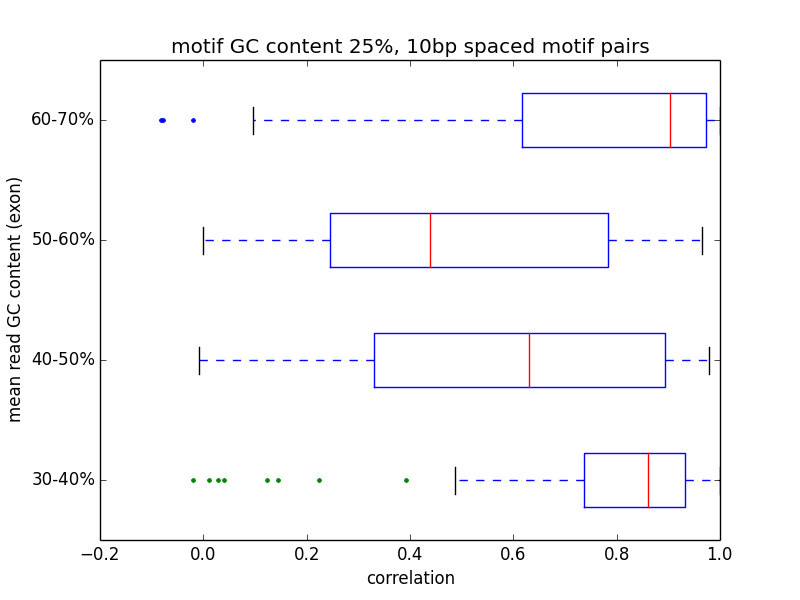 motif GC content 25%, 10bp spaced motif pairs
mean read GC content (exon)
60-70%
50-60%
40-50%
30-40%
−0.2 0.0 0.2 0.4 0.6 0.8 1.0
correlation